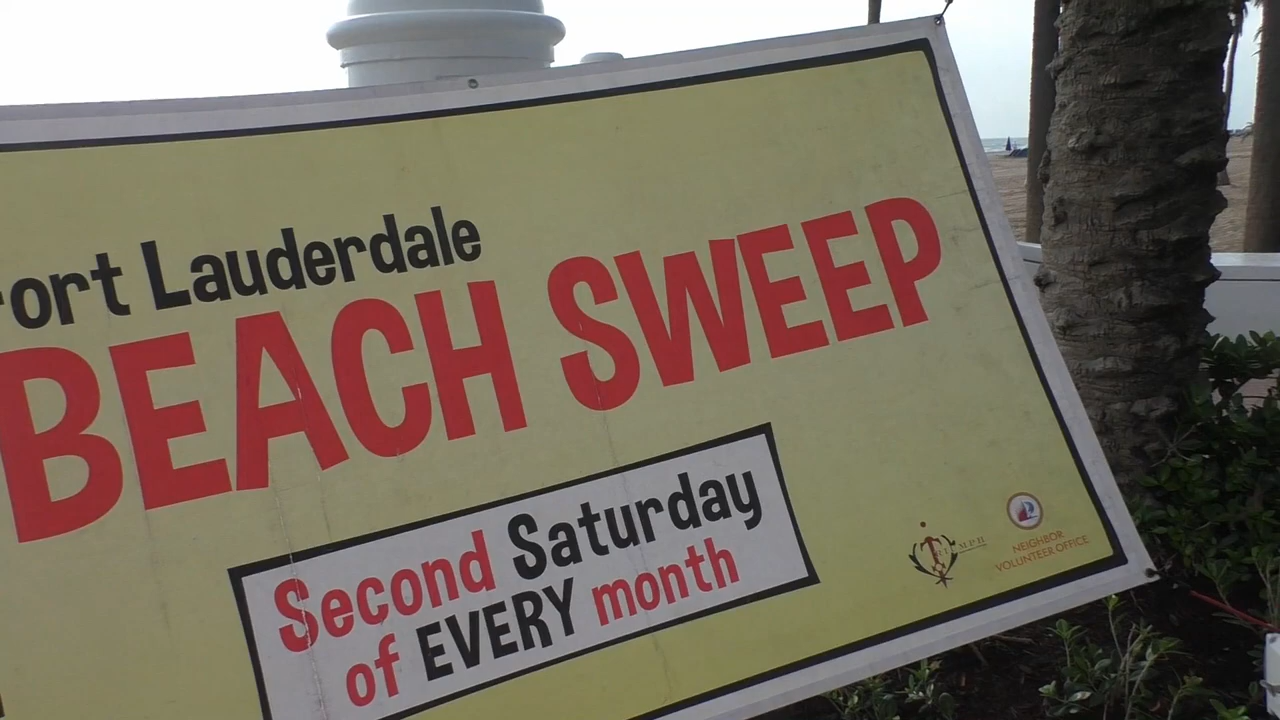 ort Lauderdale
BEACH SWEEP
Second Saturday
of EVERY month
NEIGHBOR
VOLUNTEER OFFICE